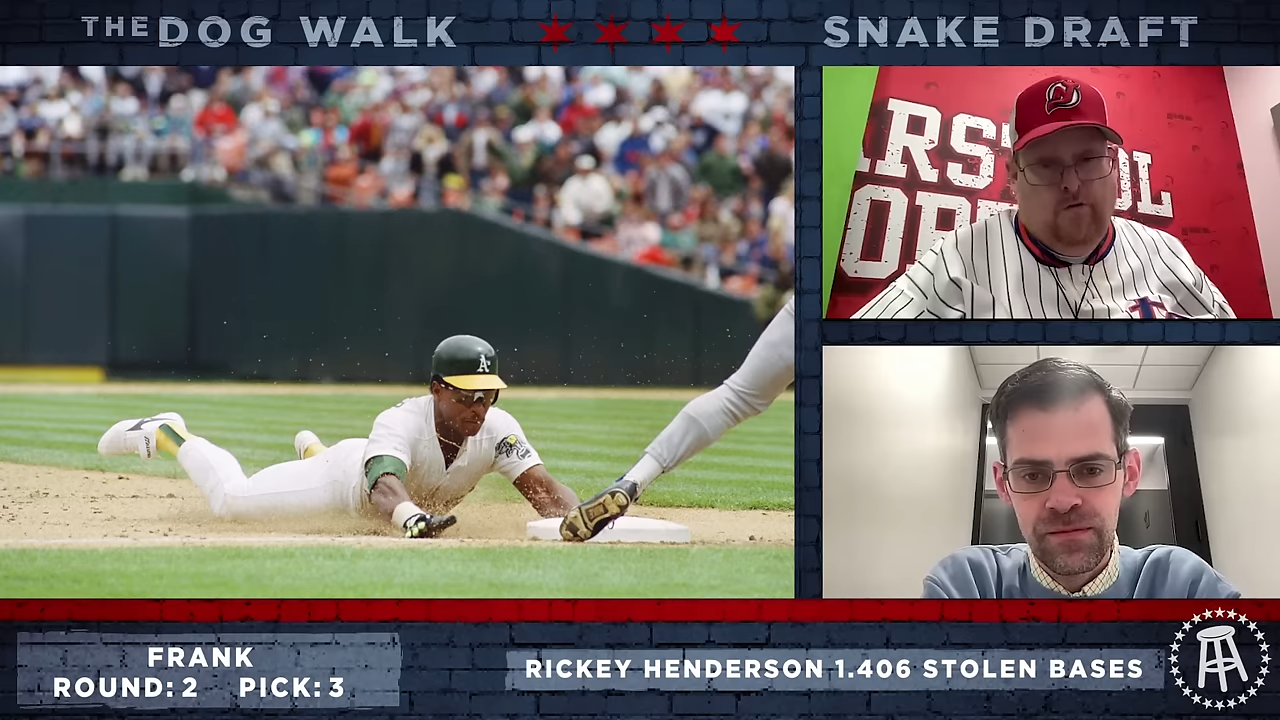 THE DOG WALK
SNAKE DRAFT
A's
FRANK
ROUND: 2 PICK: 3
RICKEY HENDERSON 1.406 STOLEN BASES